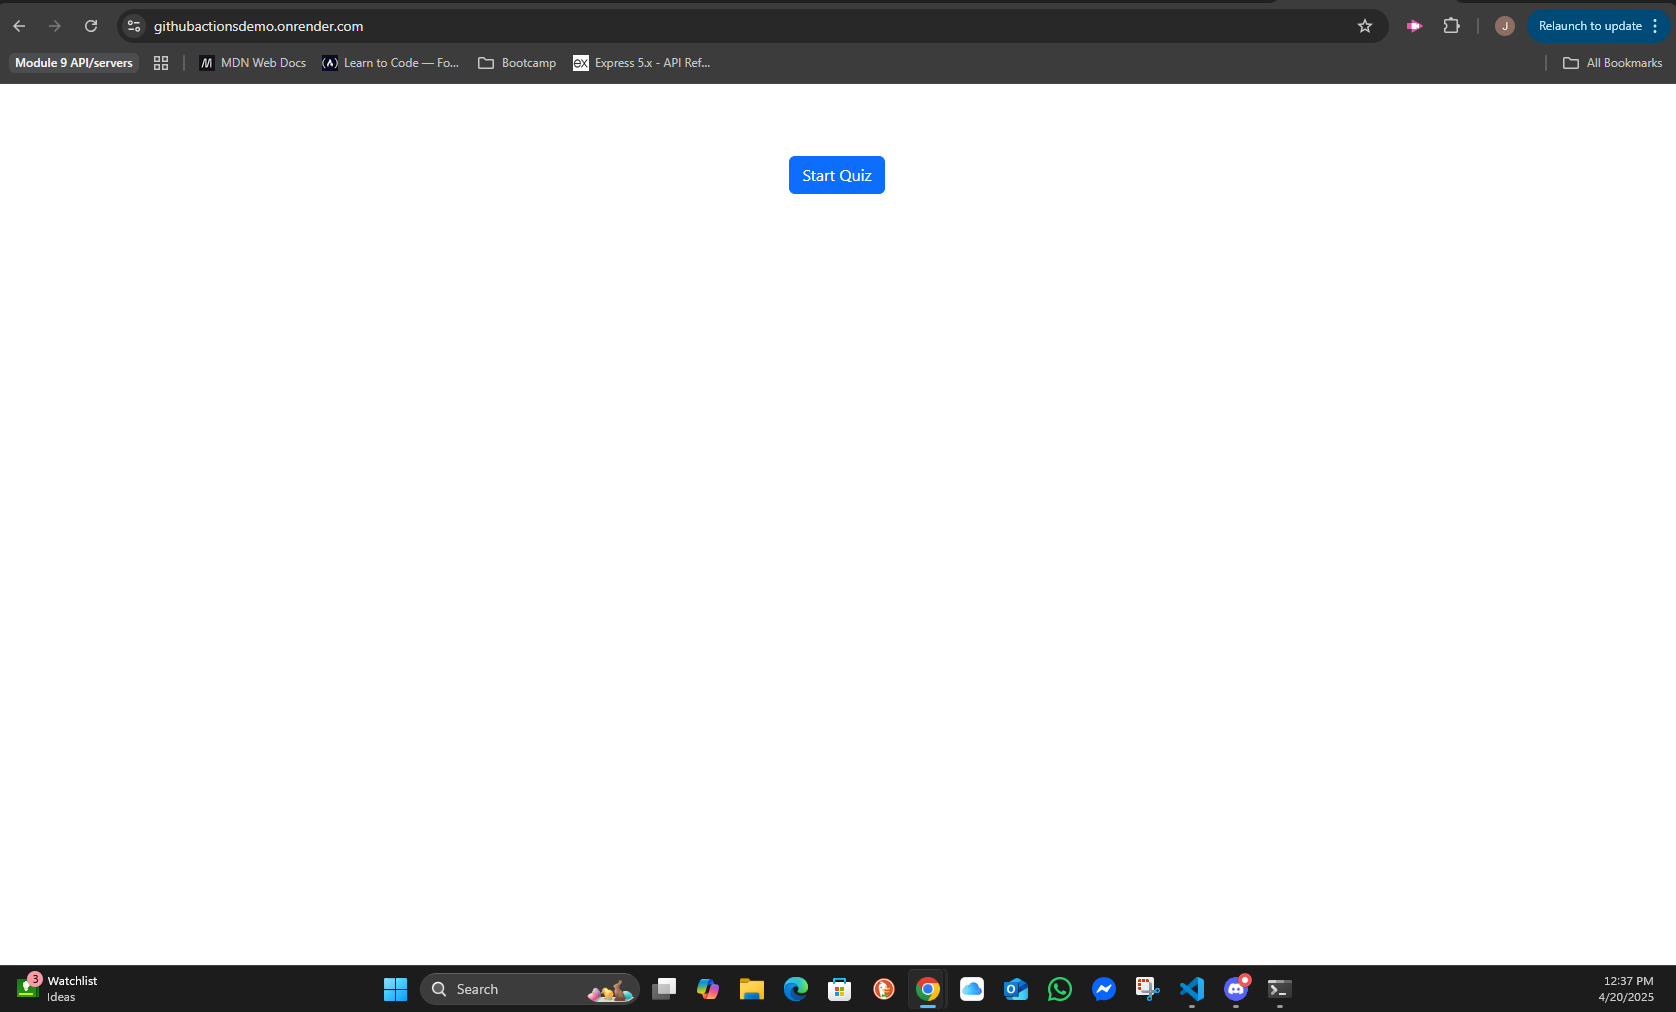 githubactionsdemo.onrender.com
J
Relaunch to update
Module 9 API/servers
MDN Web Docs
Learn to Code — Fo...
Bootcamp
ex
Express 5.x - API Ref...
All Bookmarks
Start Quiz
3
Watchlist
Ideas
Search
12:37 PM
4/20/2025